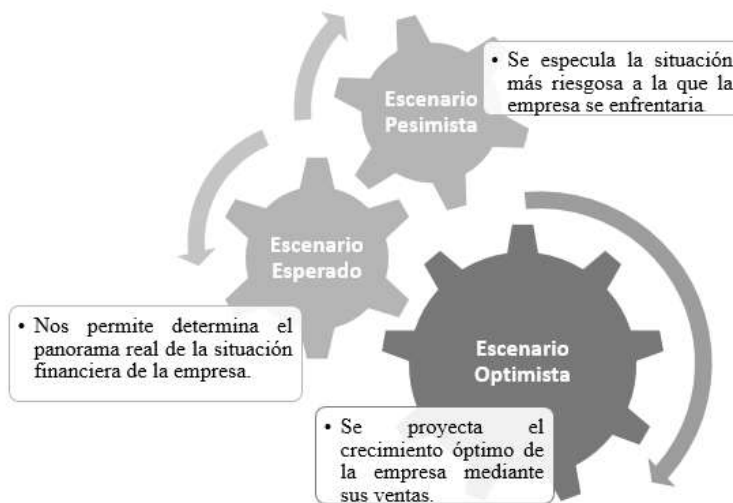 Escenario
Pesimista
• Se especula la situación
más riesgosa a la que la
empresa se enfrentaria.
Escenario
Esperado
• Nos permite determina el
panorama real de la situación
financiera de la empresa.
Escenario
Optimista
• Se proyecta el
crecimiento óptimo de
la empresa mediante
sus ventas.